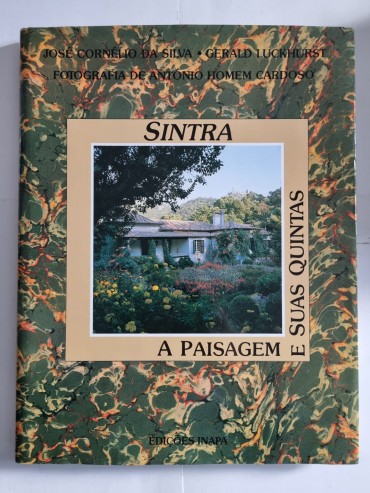 JOSÉ CORNÉLIO DA SILVA • GERALD LUCKHURST
FOTOGRAFIA DE ANTÓNIO HOMEM CARDOSO
SINTRA
A PAISAGEM
E SUAS QUINTAS
EDIÇÕES INAPA